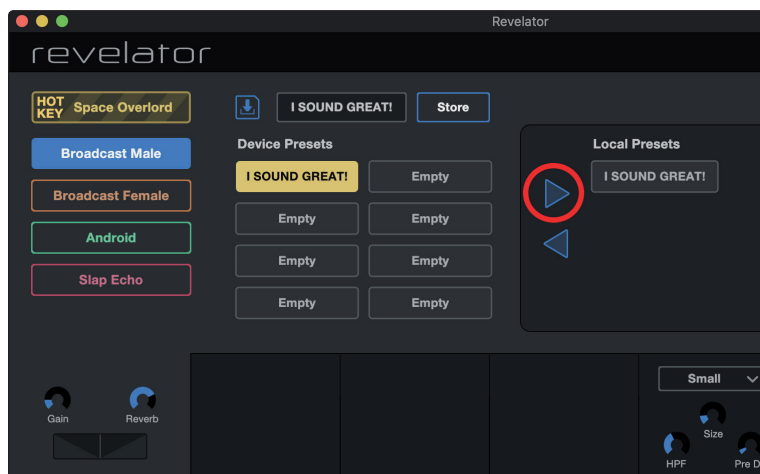 Revelator
revelator
HOT KEY Space Overlord
I SOUND GREAT! Store
Broadcast Male
Broadcast Female
Android
Slap Echo
Device Presets
I SOUND GREAT! Empty
Empty Empty
Empty Empty
Empty Empty
Local Presets
I SOUND GREAT!
Gain Reverb
Small
Size
HPF Pre D